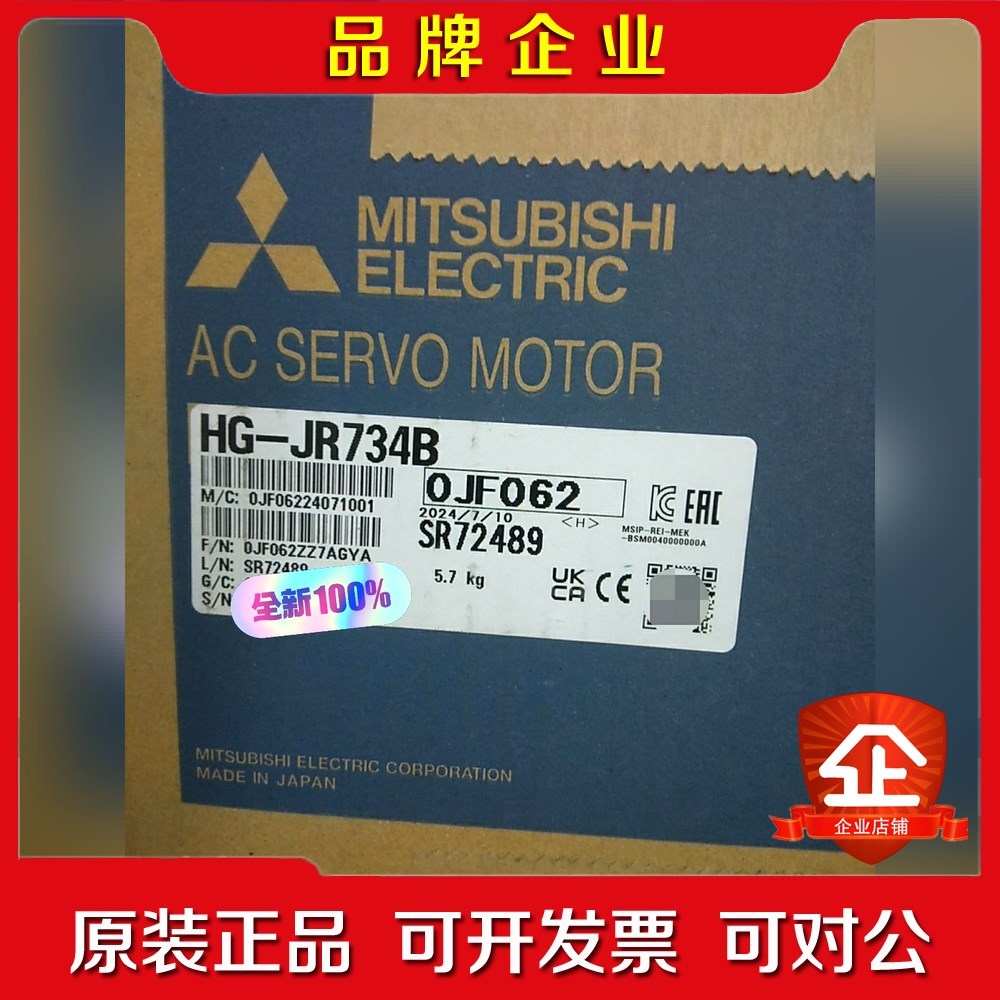 品牌企业
MITSUBISHI
ELECTRIC
AC SERVO MOTOR
HG-JR734B
M/C: 0JF06224071001
0JF062
2024/7/10 <H>
SR72489
MSIP-REI-MEK
-BSM0040000000A
EAC
F/N: 0JF062ZZ7AGYA
L/N: SR72489
G/C:
S/N
5.7 kg
UK
CA CE
全新100%
MITSUBISHI ELECTRIC CORPORATION
MADE IN JAPAN
企
企业店铺
原装正品 可开发票 可对公